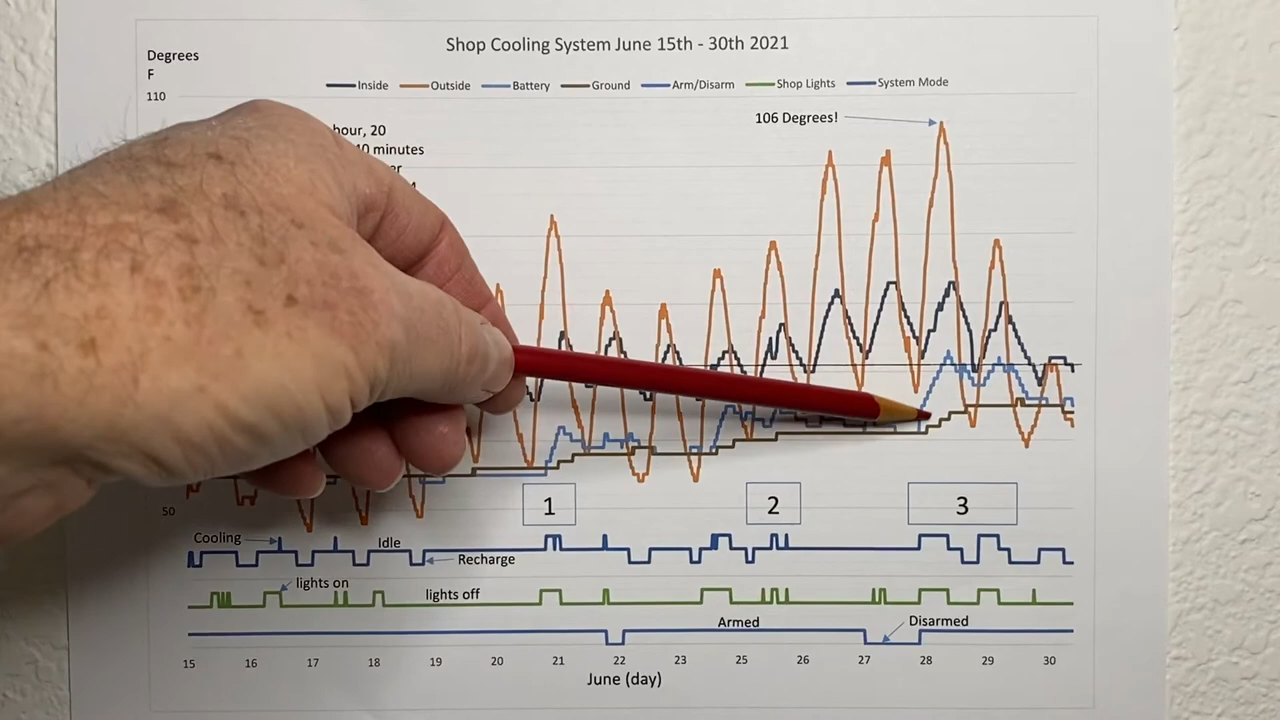 Shop Cooling System June 15th - 30th 2021
Degrees
F
Inside Outside Battery Ground Arm/Disarm Shop Lights System Mode
110
106 Degrees!
hour, 20
10 minutes
50
1 2 3
Cooling
Idle
Recharge
lights on
lights off
Armed
Disarmed
15 16 17 18 19 20 21 22 23 25 26 27 28 29 30
June (day)